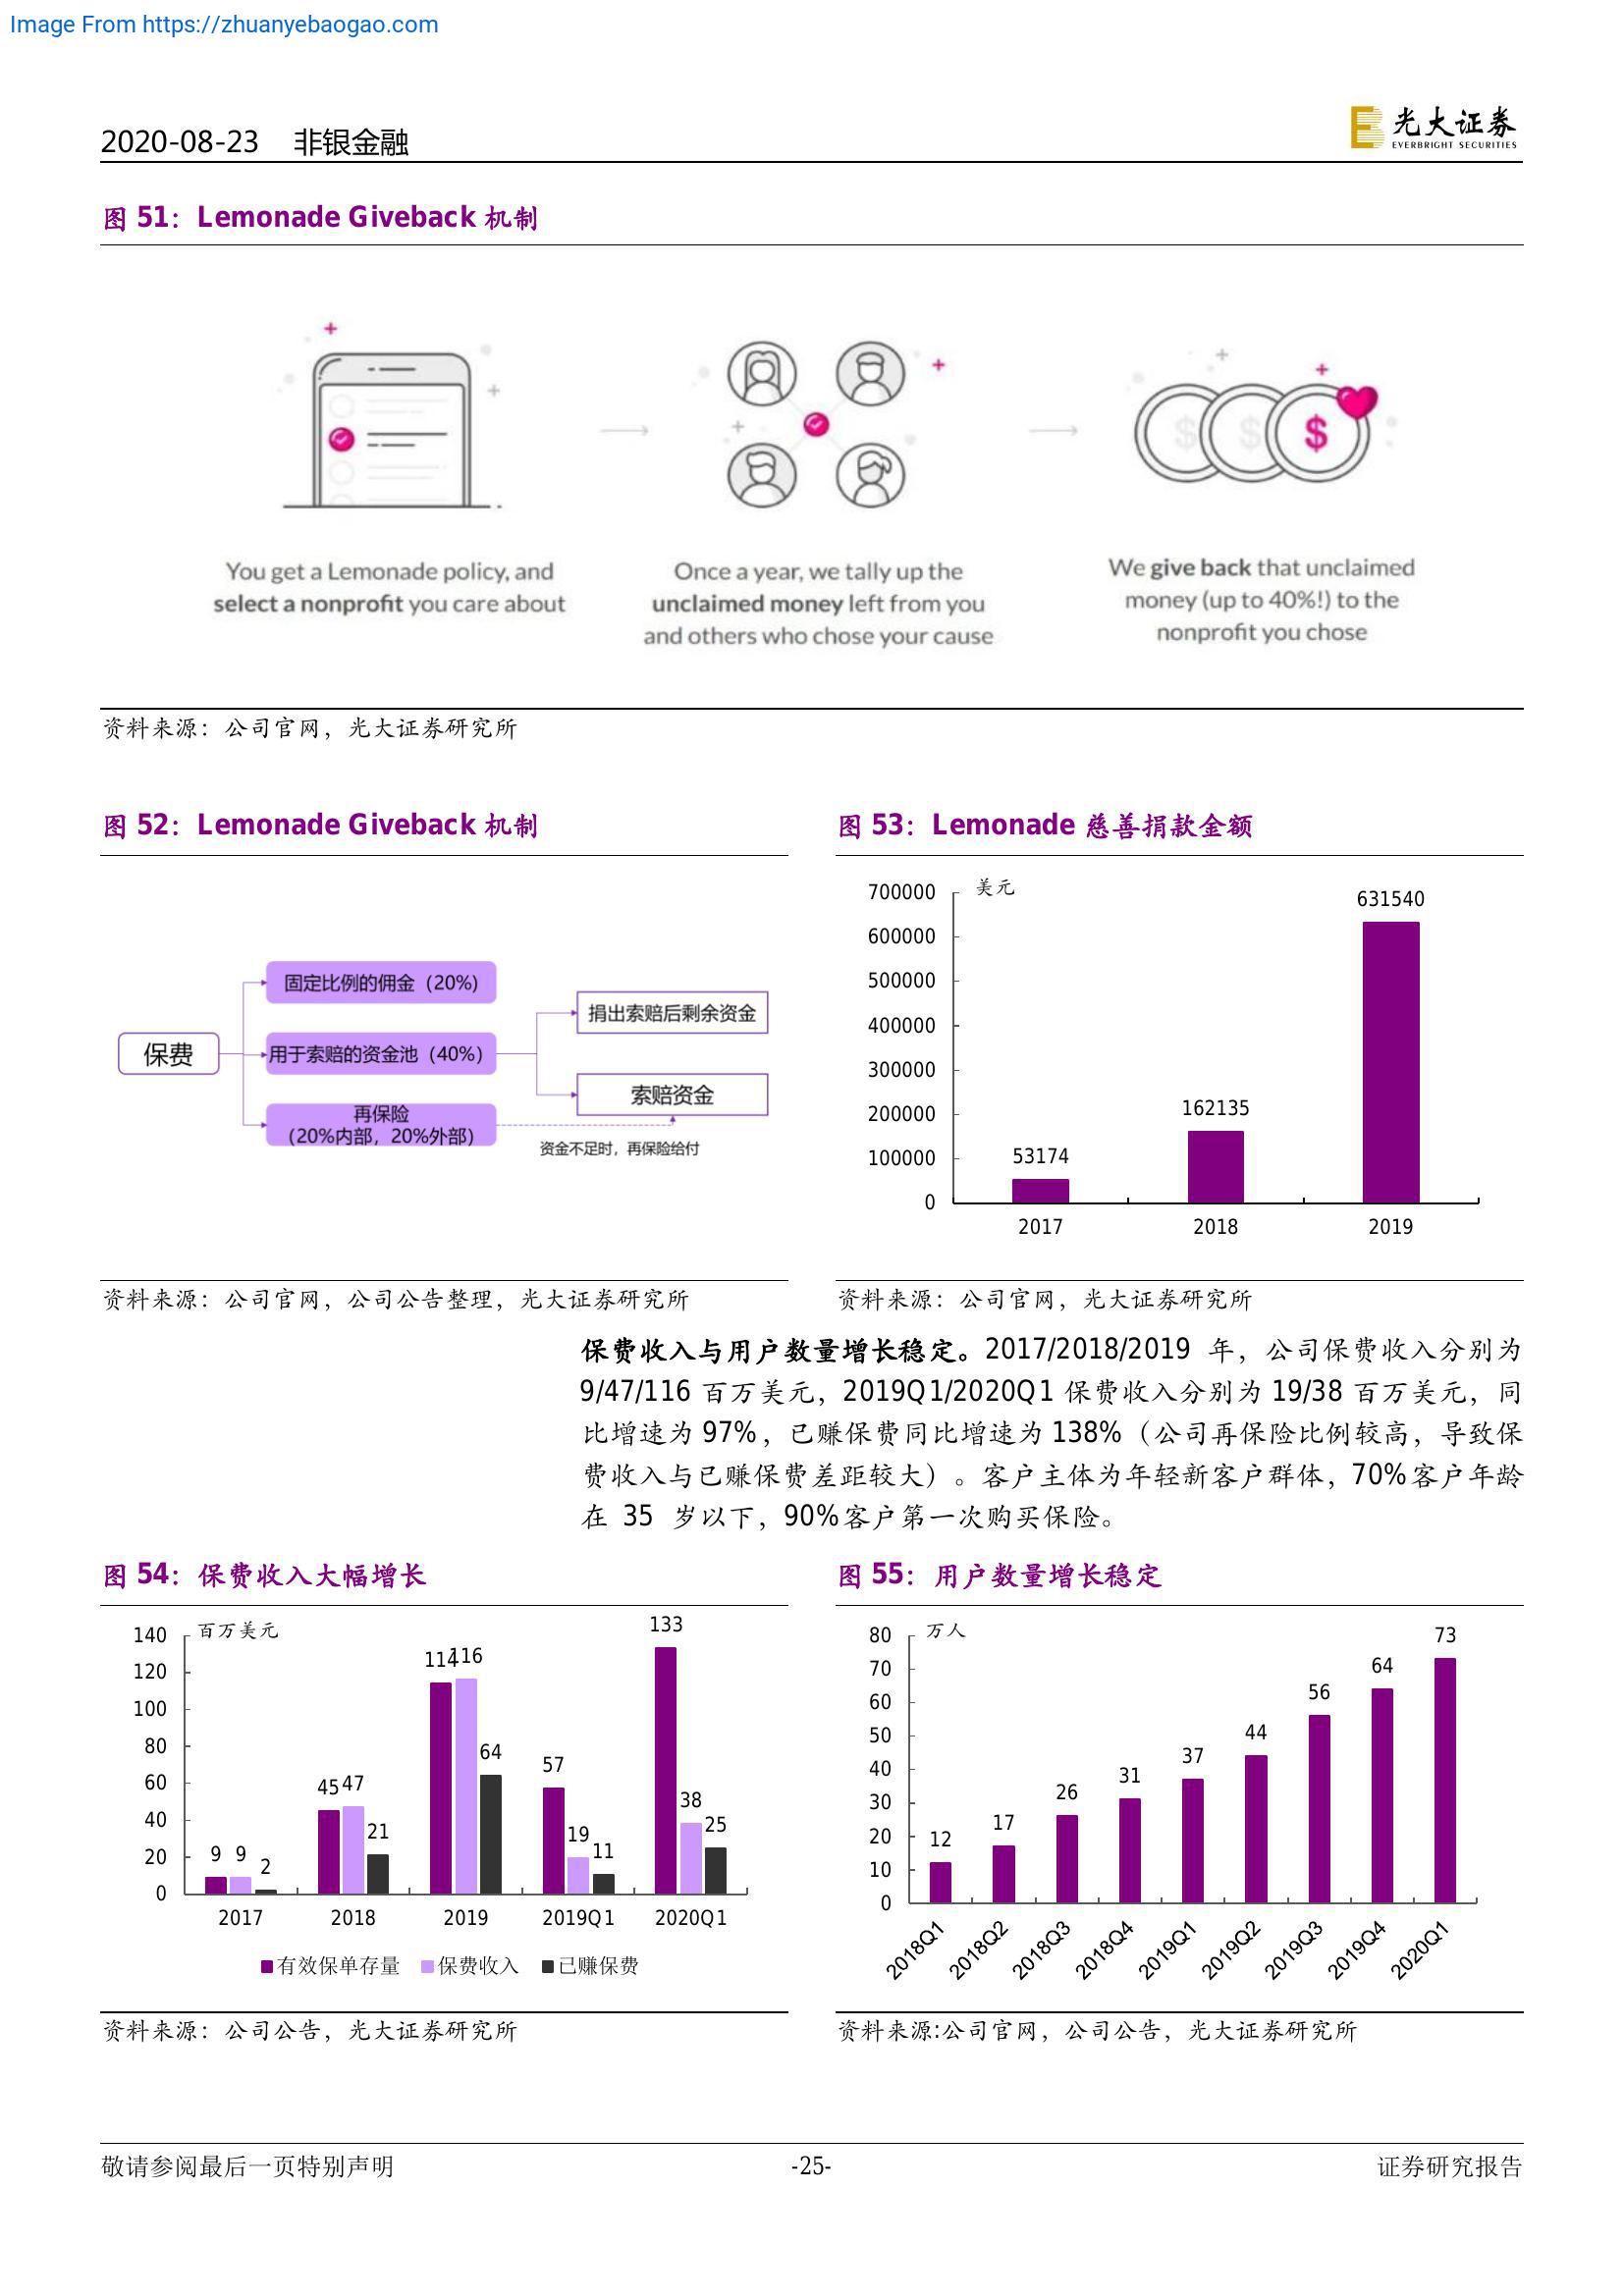 Image From https://zhuanyebaogao.com
2020-08-23 非银金融
光大证券
EVERBRIGHT SECURITIES
图 51：Lemonade Giveback 机制
You get a Lemonade policy, and
select a nonprofit you care about
Once a year, we tally up the
unclaimed money left from you
and others who chose your cause
We give back that unclaimed
money (up to 40%!) to the
nonprofit you chose
资料来源：公司官网，光大证券研究所
图 52：Lemonade Giveback 机制
保费
固定比例的佣金（20%）
用于索赔的资金池（40%）
再保险
（20%内部，20%外部）
捐出索赔后剩余资金
索赔资金
资金不足时，再保险给付
资料来源：公司官网，公司公告整理，光大证券研究所
图 53：Lemonade 慈善捐款金额
美元
700000
600000
500000
400000
300000
200000
100000
0
53174
162135
631540
2017 2018 2019
资料来源：公司官网，光大证券研究所
保费收入与用户数量增长稳定。2017/2018/2019 年，公司保费收入分别为
9/47/116 百万美元，2019Q1/2020Q1 保费收入分别为 19/38 百万美元，同
比增速为 97%，已赚保费同比增速为 138%（公司再保险比例较高，导致保
费收入与已赚保费差距较大）。客户主体为年轻新客户群体，70%客户年龄
在 35 岁以下，90%客户第一次购买保险。
图 54：保费收入大幅增长
百万美元
140
120
100
80
60
40
20
0
9 9 2
45 47 21
114 116 64
57 19 11
133 38 25
2017 2018 2019 2019Q1 2020Q1
有效保单存量 保费收入 已赚保费
资料来源：公司公告，光大证券研究所
图 55：用户数量增长稳定
万人
80
70
60
50
40
30
20
10
0
12 17 26 31 37 44 56 64 73
2018Q1 2018Q2 2018Q3 2018Q4 2019Q1 2019Q2 2019Q3 2019Q4 2020Q1
资料来源:公司官网，公司公告，光大证券研究所
敬请参阅最后一页特别声明 -25- 证券研究报告